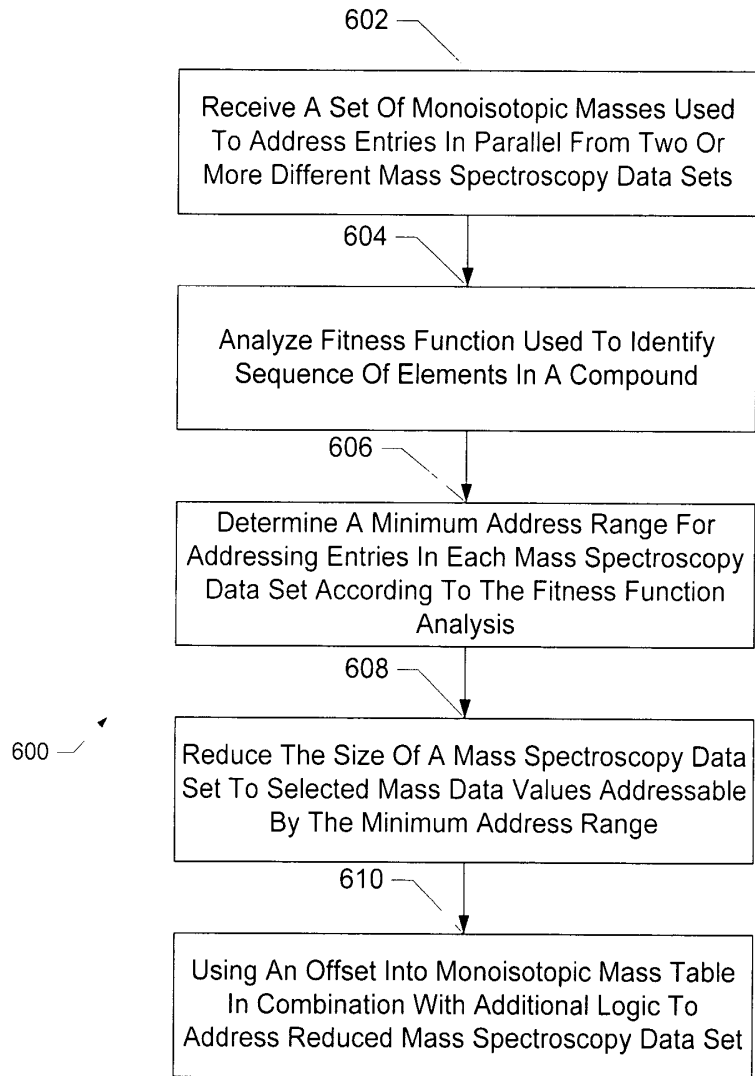 602
Receive A Set Of Monoisotopic Masses Used
To Address Entries In Parallel From Two Or
More Different Mass Spectroscopy Data Sets
604
Analyze Fitness Function Used To Identify
Sequence Of Elements In A Compound
606
Determine A Minimum Address Range For
Addressing Entries In Each Mass Spectroscopy
Data Set According To The Fitness Function
Analysis
608
600
Reduce The Size Of A Mass Spectroscopy Data
Set To Selected Mass Data Values Addressable
By The Minimum Address Range
610
Using An Offset Into Monoisotopic Mass Table
In Combination With Additional Logic To
Address Reduced Mass Spectroscopy Data Set